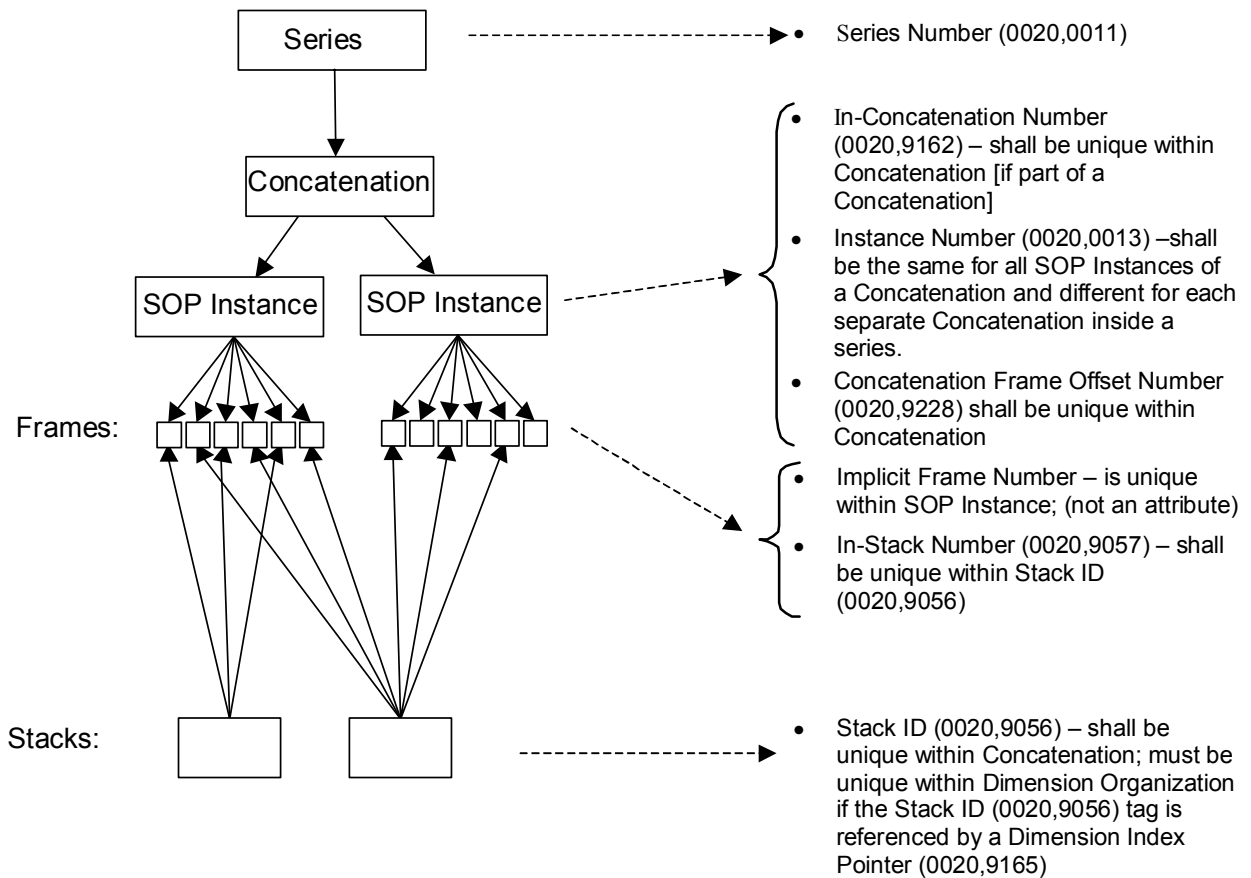 Series
• Series Number (0020,0011)
Concatenation
• In-Concatenation Number
(0020,9162) – shall be unique within
Concatenation [if part of a
Concatenation]
• Instance Number (0020,0013) –shall
be the same for all SOP Instances of
a Concatenation and different for each
separate Concatenation inside a
series.
• Concatenation Frame Offset Number
(0020,9228) shall be unique within
Concatenation
SOP Instance
SOP Instance
Frames:
• Implicit Frame Number – is unique
within SOP Instance; (not an attribute)
• In-Stack Number (0020,9057) – shall
be unique within Stack ID
(0020,9056)
Stacks:
• Stack ID (0020,9056) – shall be
unique within Concatenation; must be
unique within Dimension Organization
if the Stack ID (0020,9056) tag is
referenced by a Dimension Index
Pointer (0020,9165)